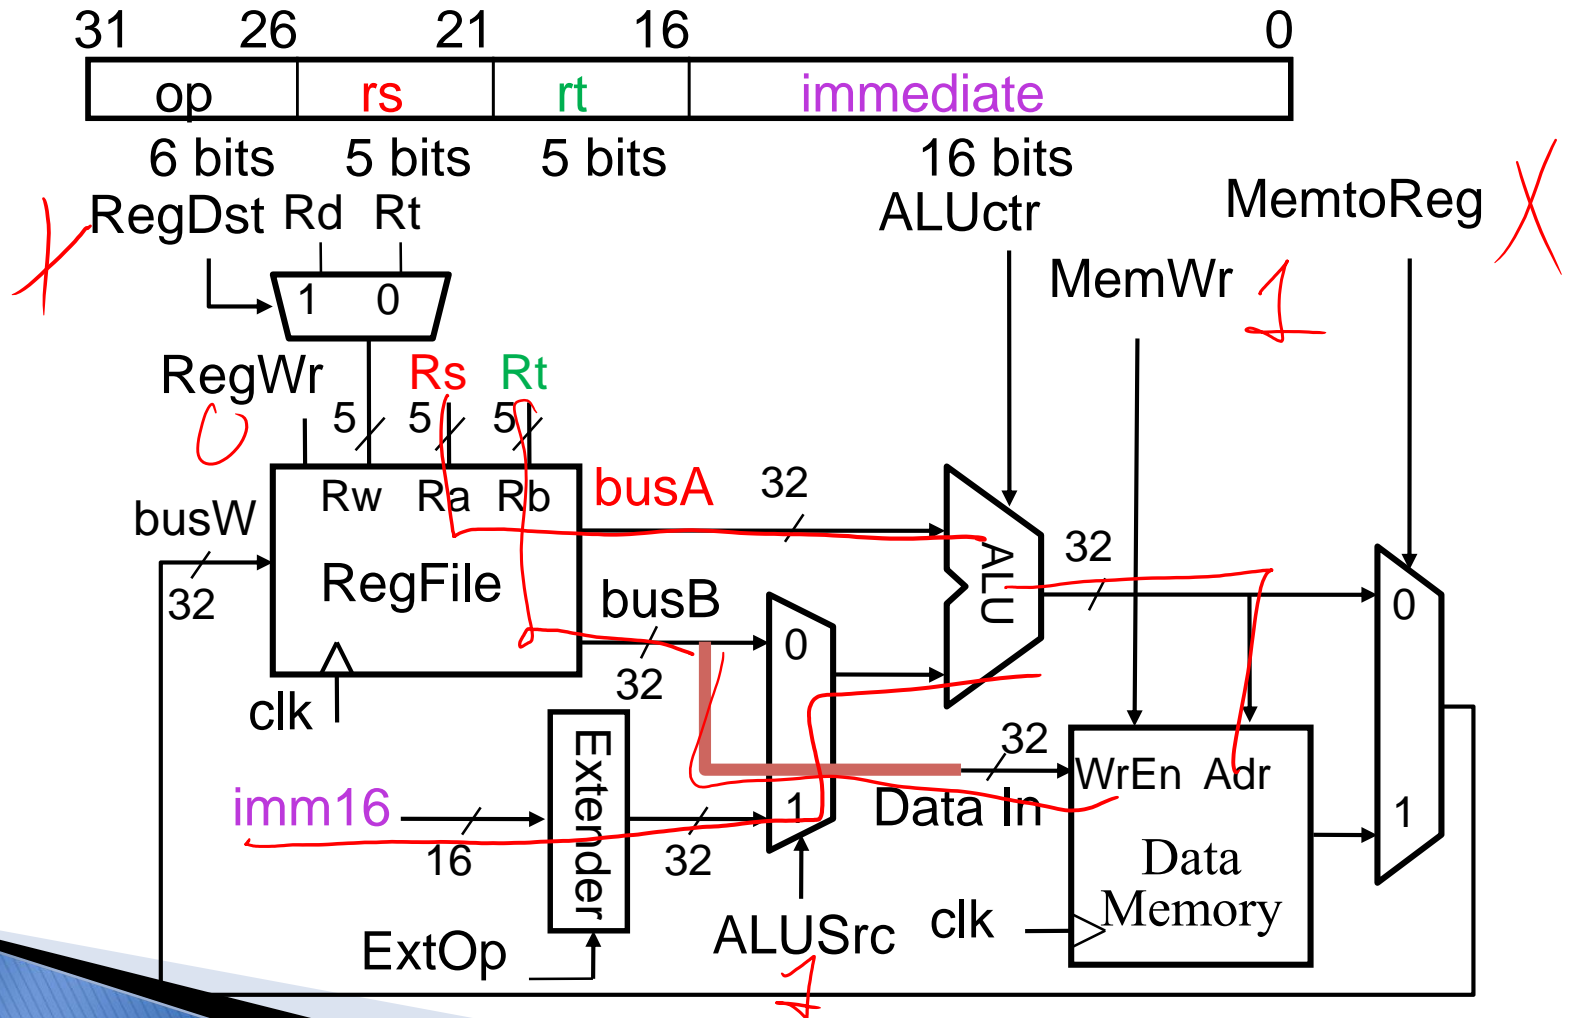 31 26 21 16 0
op rs rt immediate
6 bits 5 bits 5 bits 16 bits
X RegDst Rd Rt ALUctr MemtoReg X
1 0 MemWr 1
RegWr Rs Rt
0 5 5 5
Rw Ra Rb busA 32
busW
32 RegFile busB ALU 32
0 0
32
clk
Extender 32
WrEn Adr
imm16 1 Data In 1
16 32 Data
Memory
ExtOp ALUSrc clk
1